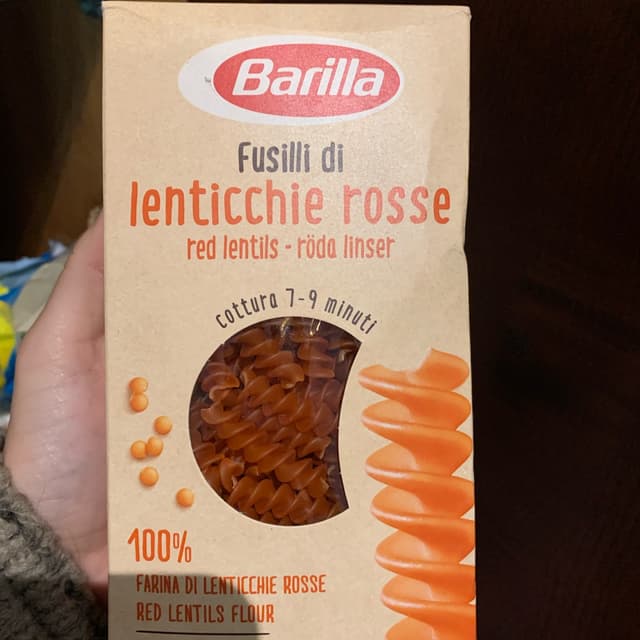 Barilla
Fusilli di
lenticchie rosse
red lentils - röda linser
cottura 7-9 minuti
100%
FARINA DI LENTICCHIE ROSSE
RED LENTILS FLOUR